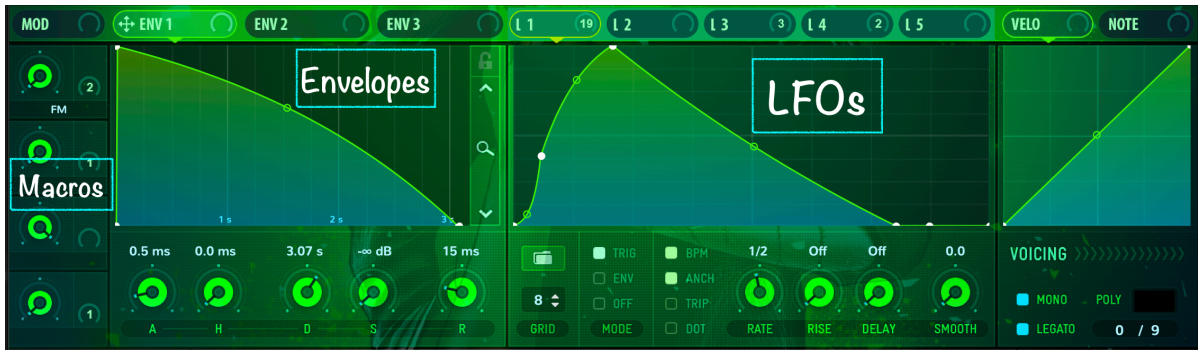 MOD
ENV 1
ENV 2
ENV 3
L 1
19
L 2
L 3
3
L 4
2
L 5
VELO
NOTE
2
FM
1
Macros
1
Envelopes
1 s
2 s
3 s
LFOs
0.5 ms
0.0 ms
3.07 s
-∞ dB
15 ms
A
H
D
S
R
8
GRID
TRIG
ENV
OFF
MODE
BPM
ANCH
TRIP
DOT
1/2
Off
Off
0.0
RATE
RISE
DELAY
SMOOTH
VOICING
MONO
POLY
LEGATO
0 / 9